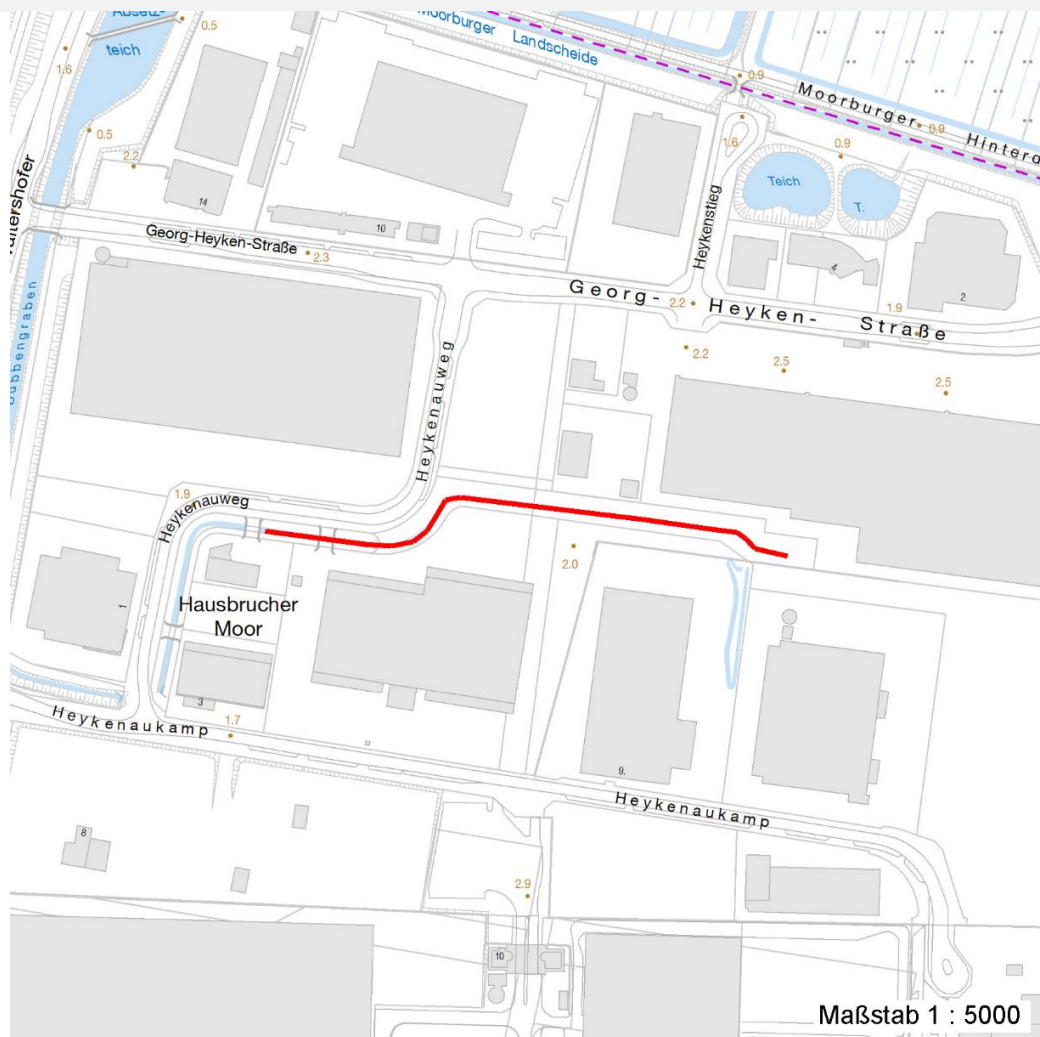 Absetz-
teich
Moorburger Landscheide
Moorburger
Hinterd
0.5
1.6
0.9
0.9
0.5
1.6
0.9
2.2
Teich
T.
14
10
Georg-Heyken-Straße
2.3
Heykenstieg
4
2
Georg-
Heyken-
Straße
2.2
1.9
2.2
2.5
2.5
Heykenauweg
1.9
Heykenauweg
2.0
1
Hausbrucher
Moor
3
Heykenaukamp
1.7
9.
Heykenaukamp
8
2.9
10
Maßstab 1 : 5000